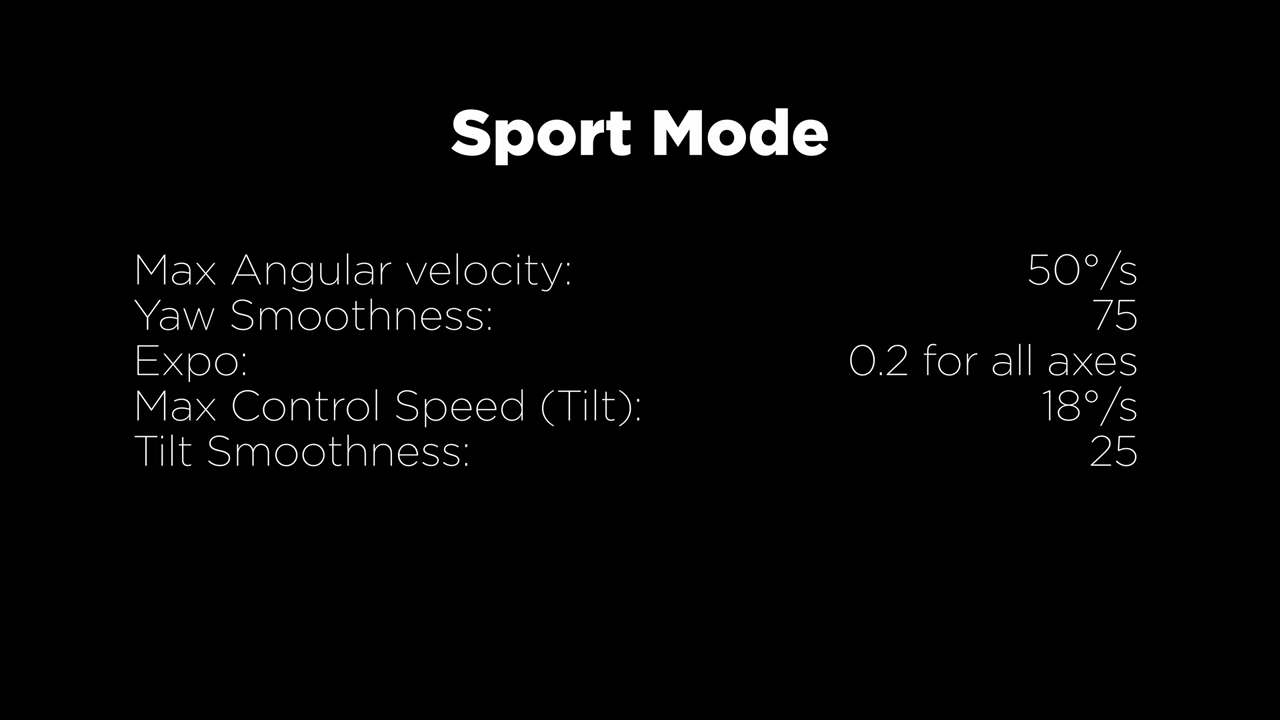 Sport Mode
Max Angular velocity: 50°/s
Yaw Smoothness: 75
Expo: 0.2 for all axes
Max Control Speed (Tilt): 18°/s
Tilt Smoothness: 25